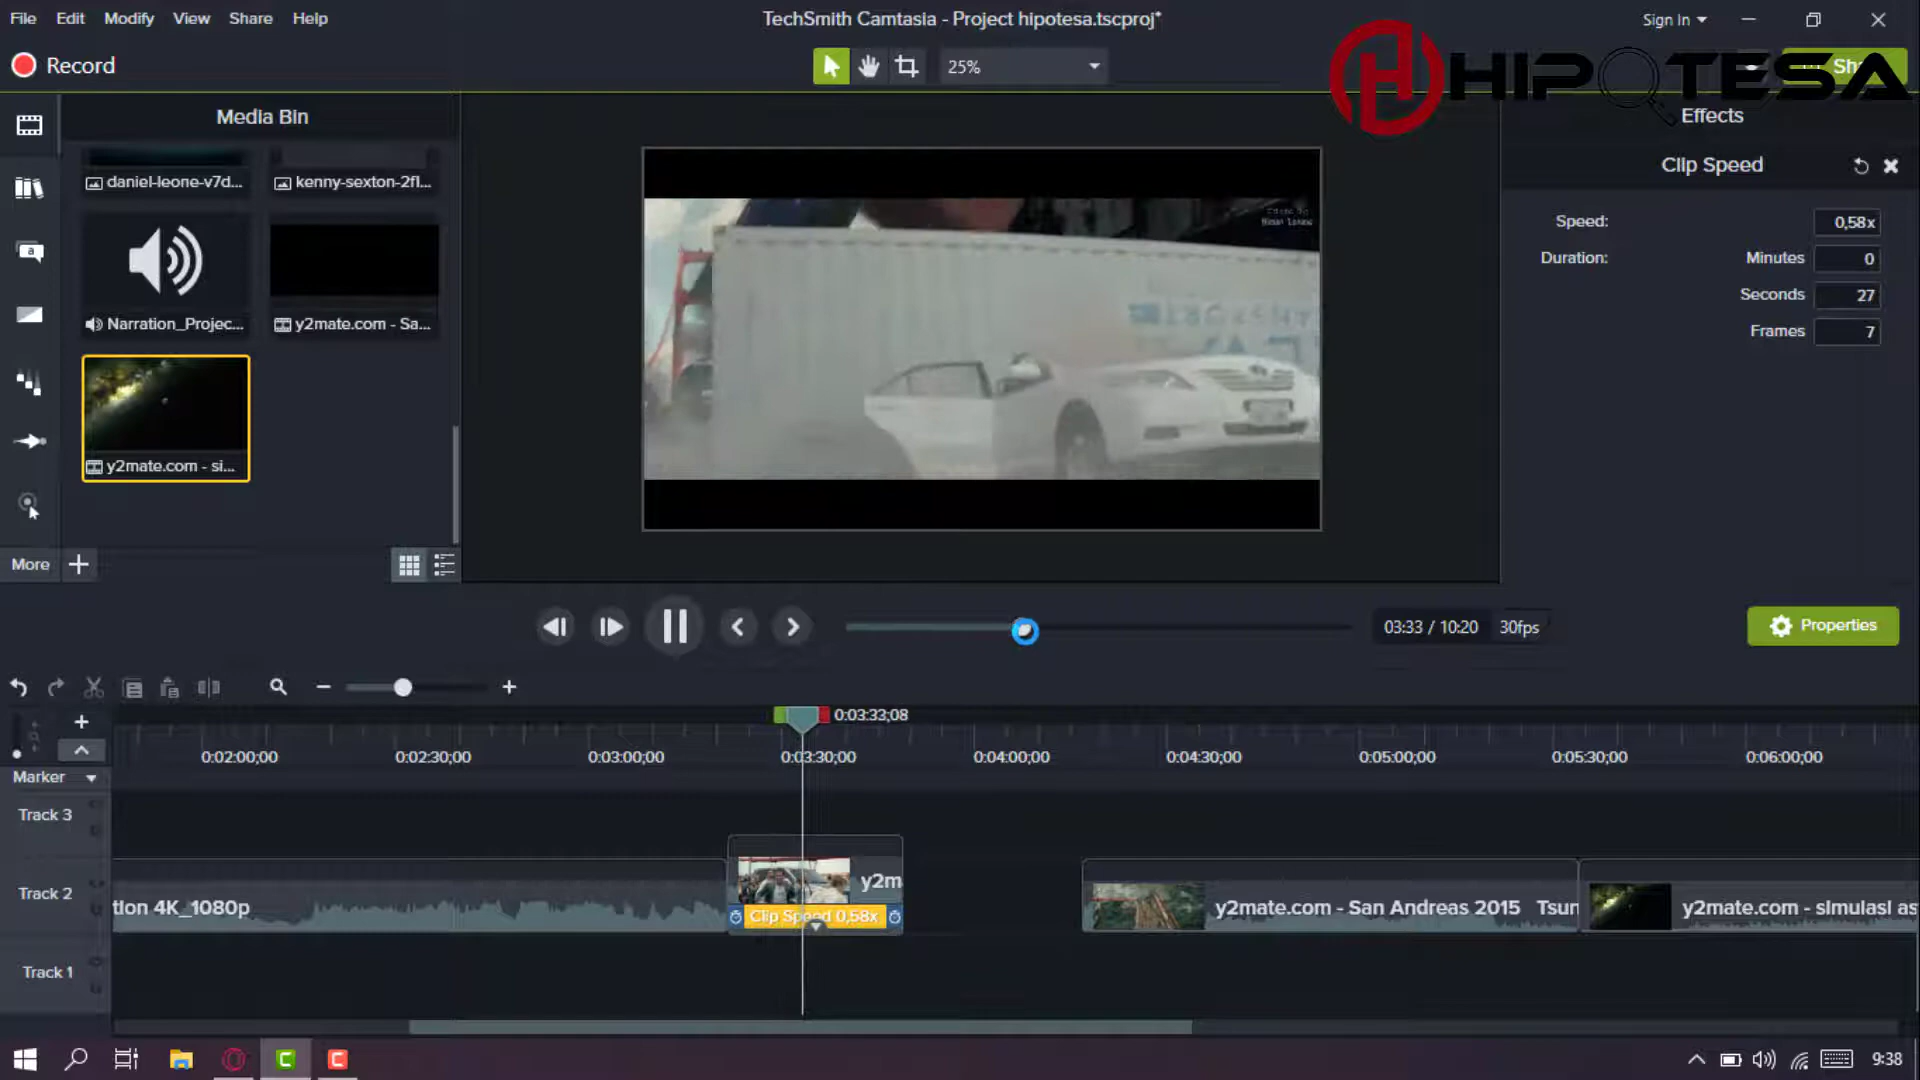 File Edit Modify View Share Help
TechSmith Camtasia - Project hipotesa.tscproj*
Sign In
Record
25%
HIPOTESA
Media Bin
Effects
Clip Speed
daniel-leone-v7d...
kenny-sexton-2fl...
Speed: 0,58x
Duration: Minutes 0
Seconds 27
Frames 7
Narration_Projec...
y2mate.com - Sa...
y2mate.com - si...
More
03:33 / 10:20 30fps
Properties
0:03:33;08
0:02:00;00 0:02:30;00 0:03:00;00 0:03:30;00 0:04:00;00 0:04:30;00 0:05:00;00 0:05:30;00 0:06:00;00
Marker
Track 3
Track 2
tion 4K_1080p
y2m
Clip Speed 0,58x
y2mate.com - San Andreas 2015 Tsun
y2mate.com - simulasi as
Track 1
9:38